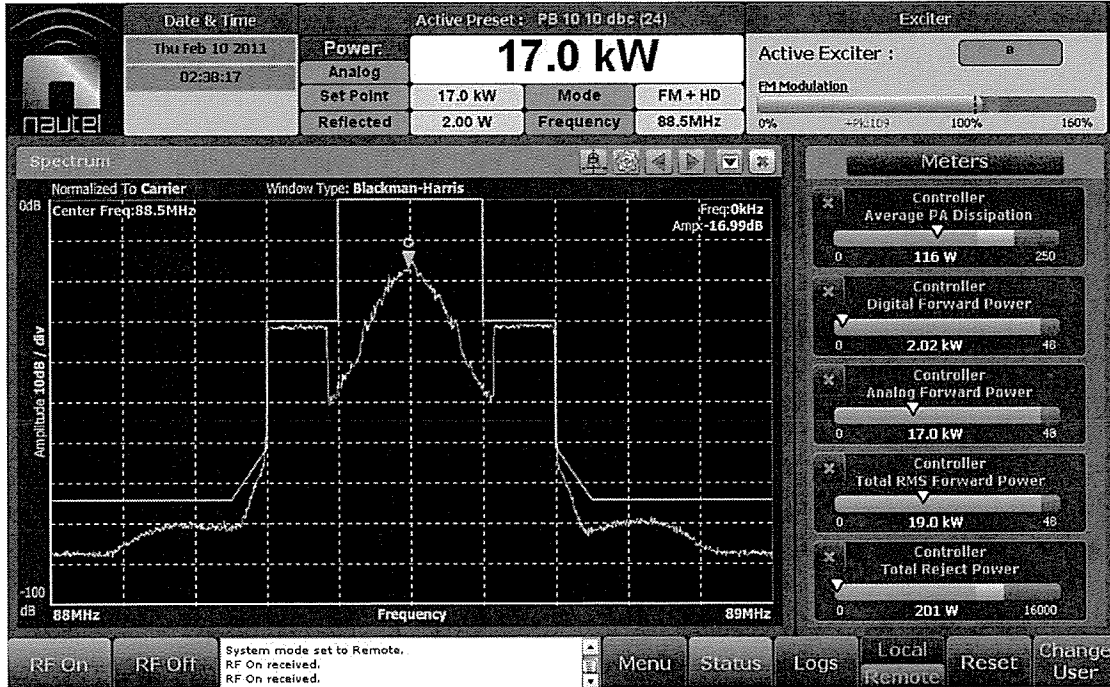 nautel
Date & Time
Thu Feb 10 2011
02:38:17
Active Preset : PB 10 10 dbc (24)
Power:
Analog
17.0 kW
Set Point 17.0 kW Mode FM + HD
Reflected 2.00 W Frequency 88.5MHz
Exciter
Active Exciter : B
FM Modulation
0% +Pk:109 100% 160%
Spectrum
Normalized To Carrier Window Type: Blackman-Harris
0dB
Center Freq:88.5MHz
Freq:0kHz
Amp:-16.99dB
Amplitude 10dB / div
-100
dB
88MHz Frequency 89MHz
Meters
Controller
Average PA Dissipation
0 116 W 250
Controller
Digital Forward Power
0 2.02 kW 48
Controller
Analog Forward Power
0 17.0 kW 48
Controller
Total RMS Forward Power
0 19.0 kW 48
Controller
Total Reject Power
0 201 W 16000
RF On
RF Off
System mode set to Remote.
RF On received.
RF On received.
Menu
Status
Logs
Local
Remote
Reset
Change
User